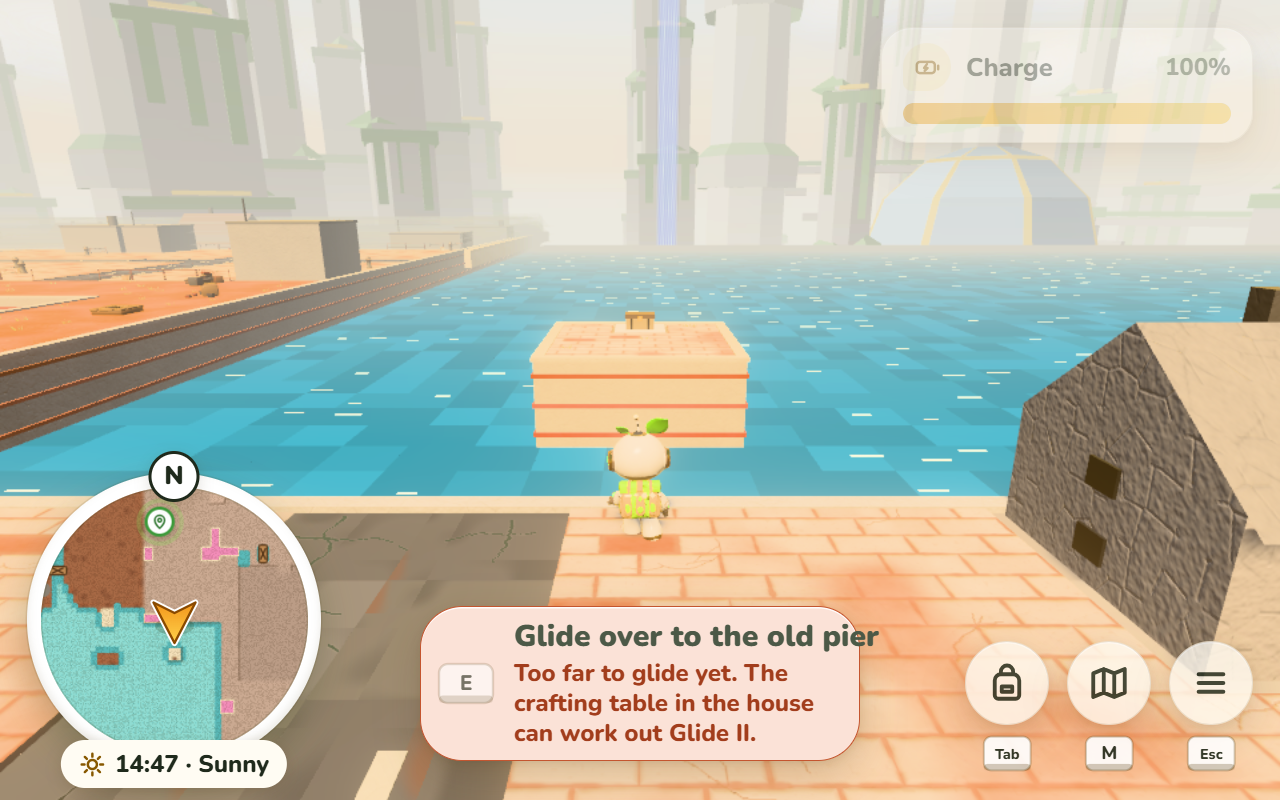 Charge 100%
N
Glide over to the old pier
E
Too far to glide yet. The
crafting table in the house
can work out Glide II.
14:47 · Sunny
Tab
M
Esc